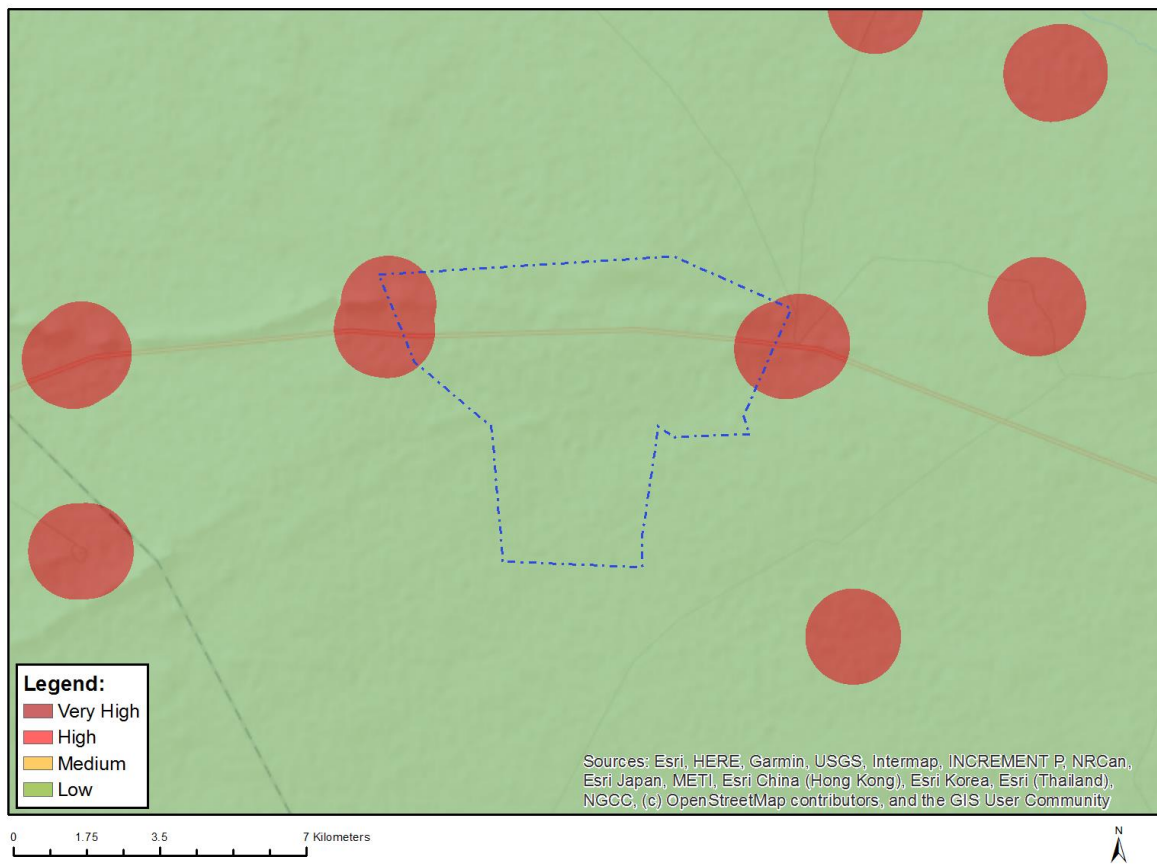 Legend:
Very High
High
Medium
Low
Sources: Esri, HERE, Garmin, USGS, Intermap, INCREMENT P, NRCan,
Esri Japan, METI, Esri China (Hong Kong), Esri Korea, Esri (Thailand),
NGCC, (c) OpenStreetMap contributors, and the GIS User Community
0 1.75 3.5 7 Kilometers
N